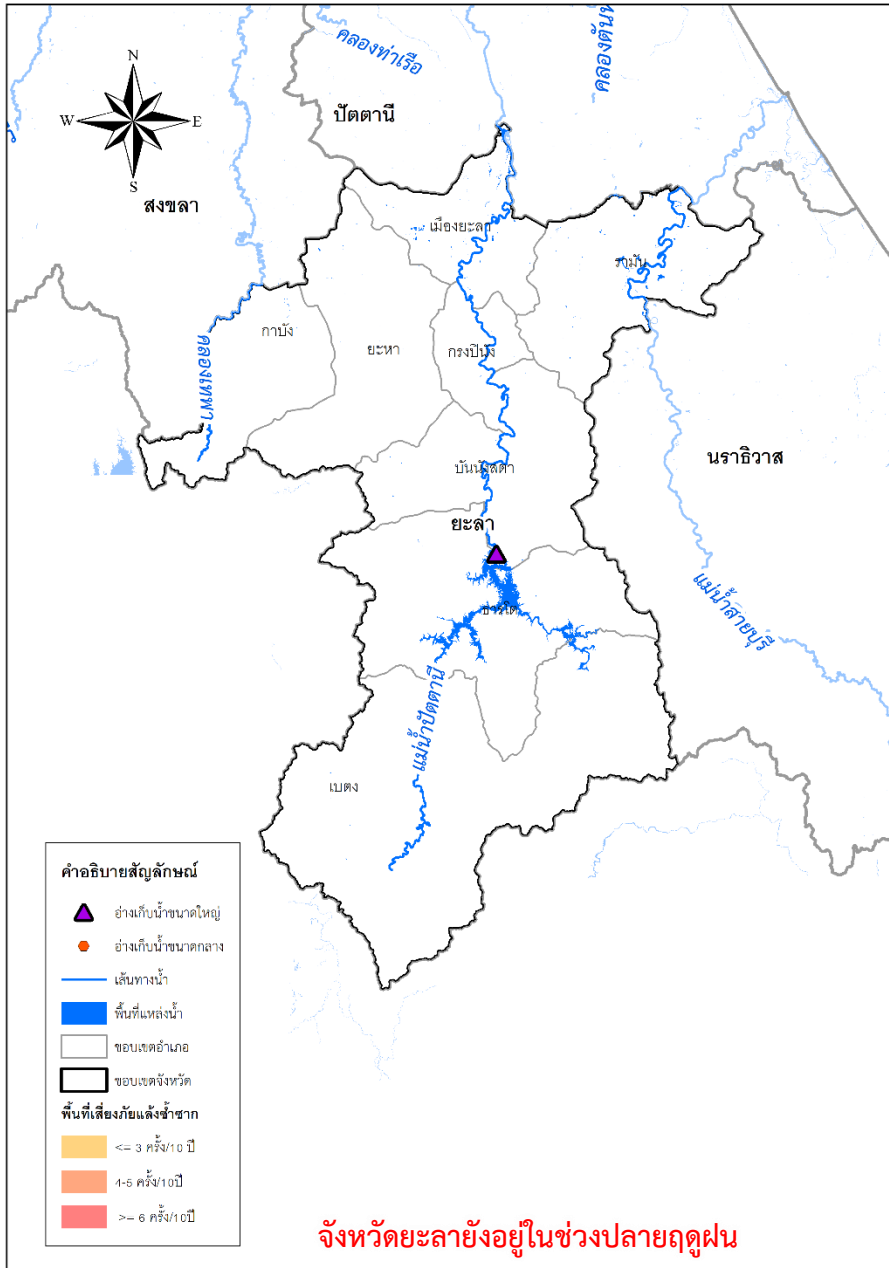 คลองท่าเรือ
คลองตันห
N
W
E
S
ปัตตานี
สงขลา
เมืองยะลา
รามัน
กาบัง
ยะหา
กรงปินัง
คลองเทพา
นราธิวาส
บันนังสตา
ยะลา
ธารโต
แม่น้ำสายบุรี
แม่น้ำปัตตานี
เบตง
คำอธิบายสัญลักษณ์
อ่างเก็บน้ำขนาดใหญ่
อ่างเก็บน้ำขนาดกลาง
เส้นทางน้ำ
พื้นที่แหล่งน้ำ
ขอบเขตอำเภอ
ขอบเขตจังหวัด
พื้นที่เสี่ยงภัยแล้งซ้ำซาก
<= 3 ครั้ง/10 ปี
4-5 ครั้ง/10ปี
>= 6 ครั้ง/10ปี
จังหวัดยะลายังอยู่ในช่วงปลายฤดูฝน